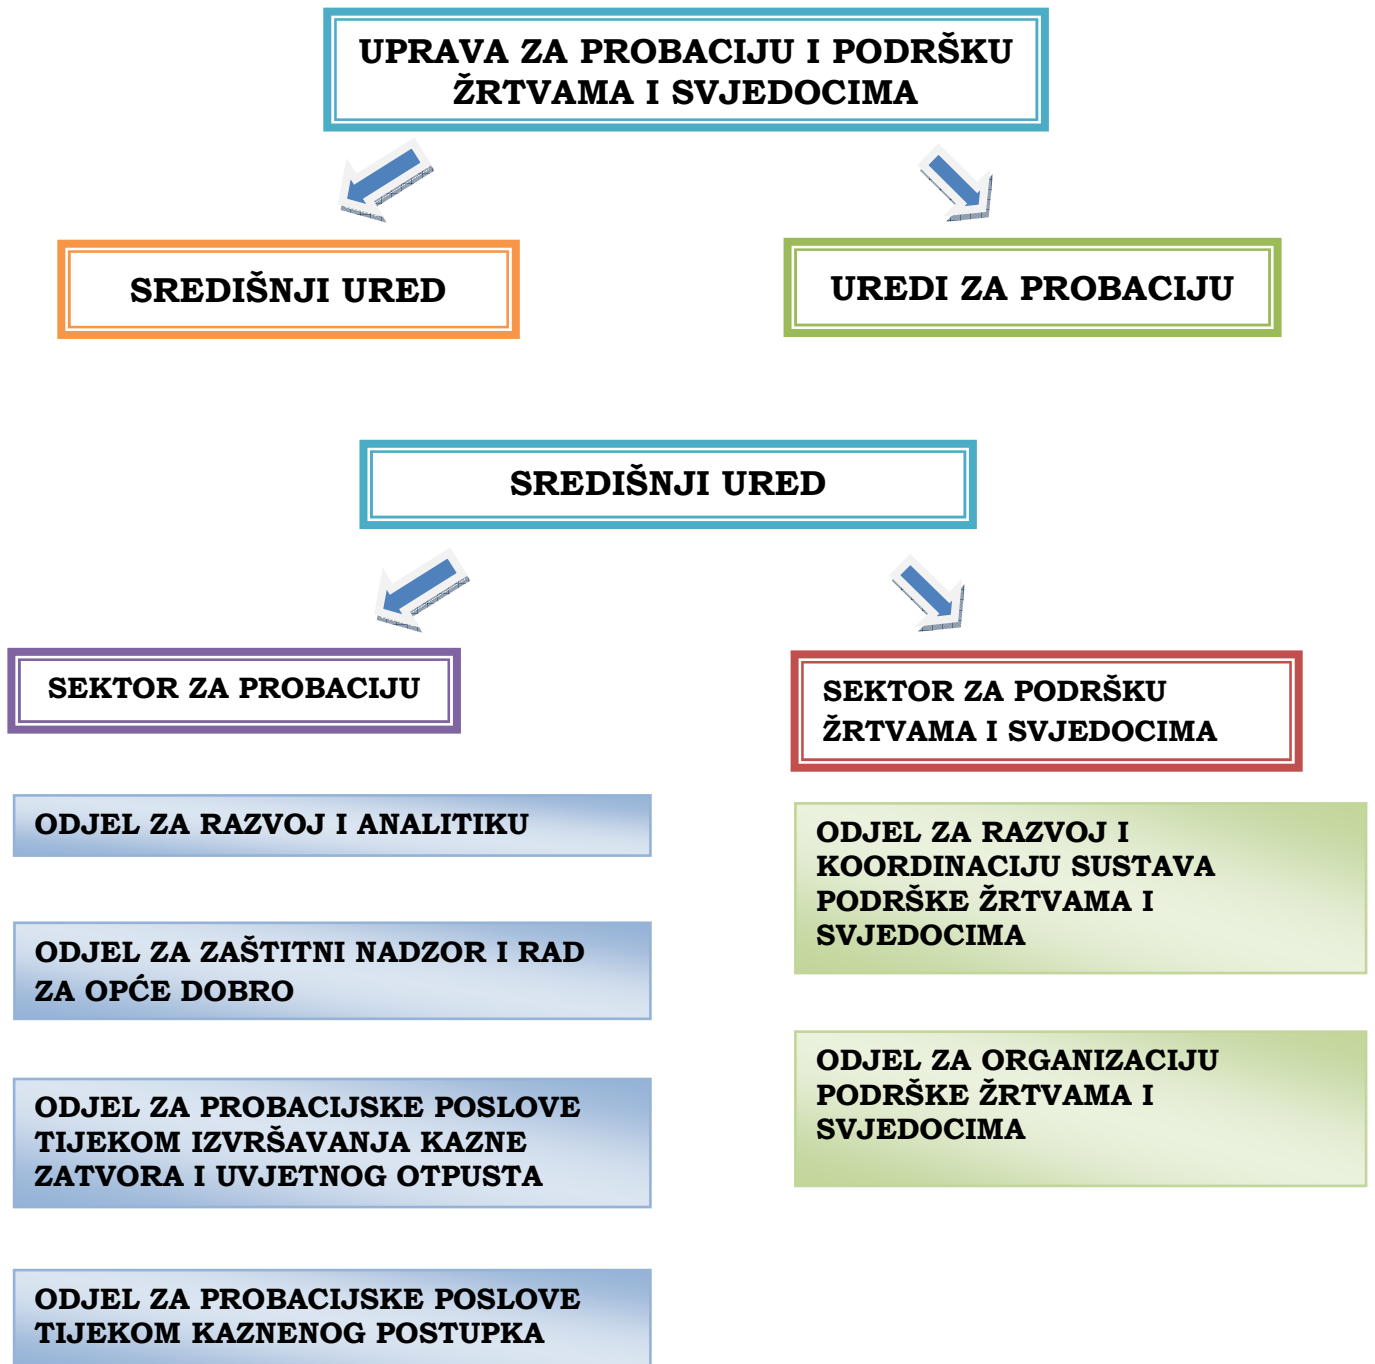 UPRAVA ZA PROBACIJU I PODRŠKU
ŽRTVAMA I SVJEDOCIMA
SREDIŠNJI URED
UREDI ZA PROBACIJU
SREDIŠNJI URED
SEKTOR ZA PROBACIJU
SEKTOR ZA PODRŠKU
ŽRTVAMA I SVJEDOCIMA
ODJEL ZA RAZVOJ I ANALITIKU
ODJEL ZA ZAŠTITNI NADZOR I RAD
ZA OPĆE DOBRO
ODJEL ZA PROBACIJSKE POSLOVE
TIJEKOM IZVRŠAVANJA KAZNE
ZATVORA I UVJETNOG OTPUSTA
ODJEL ZA PROBACIJSKE POSLOVE
TIJEKOM KAZNENOG POSTUPKA
ODJEL ZA RAZVOJ I
KOORDINACIJU SUSTAVA
PODRŠKE ŽRTVAMA I
SVJEDOCIMA
ODJEL ZA ORGANIZACIJU
PODRŠKE ŽRTVAMA I
SVJEDOCIMA